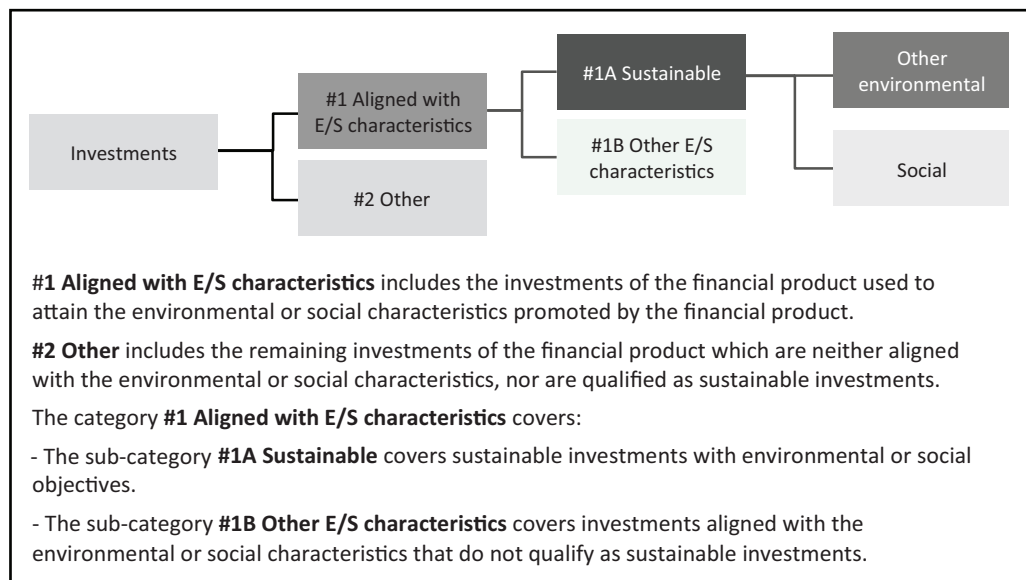 Investments
#1 Aligned with
E/S characteristics
#2 Other
#1A Sustainable
#1B Other E/S
characteristics
Other
environmental
Social
#1 Aligned with E/S characteristics includes the investments of the financial product used to
attain the environmental or social characteristics promoted by the financial product.
#2 Other includes the remaining investments of the financial product which are neither aligned
with the environmental or social characteristics, nor are qualified as sustainable investments.
The category #1 Aligned with E/S characteristics covers:
- The sub-category #1A Sustainable covers sustainable investments with environmental or social
objectives.
- The sub-category #1B Other E/S characteristics covers investments aligned with the
environmental or social characteristics that do not qualify as sustainable investments.